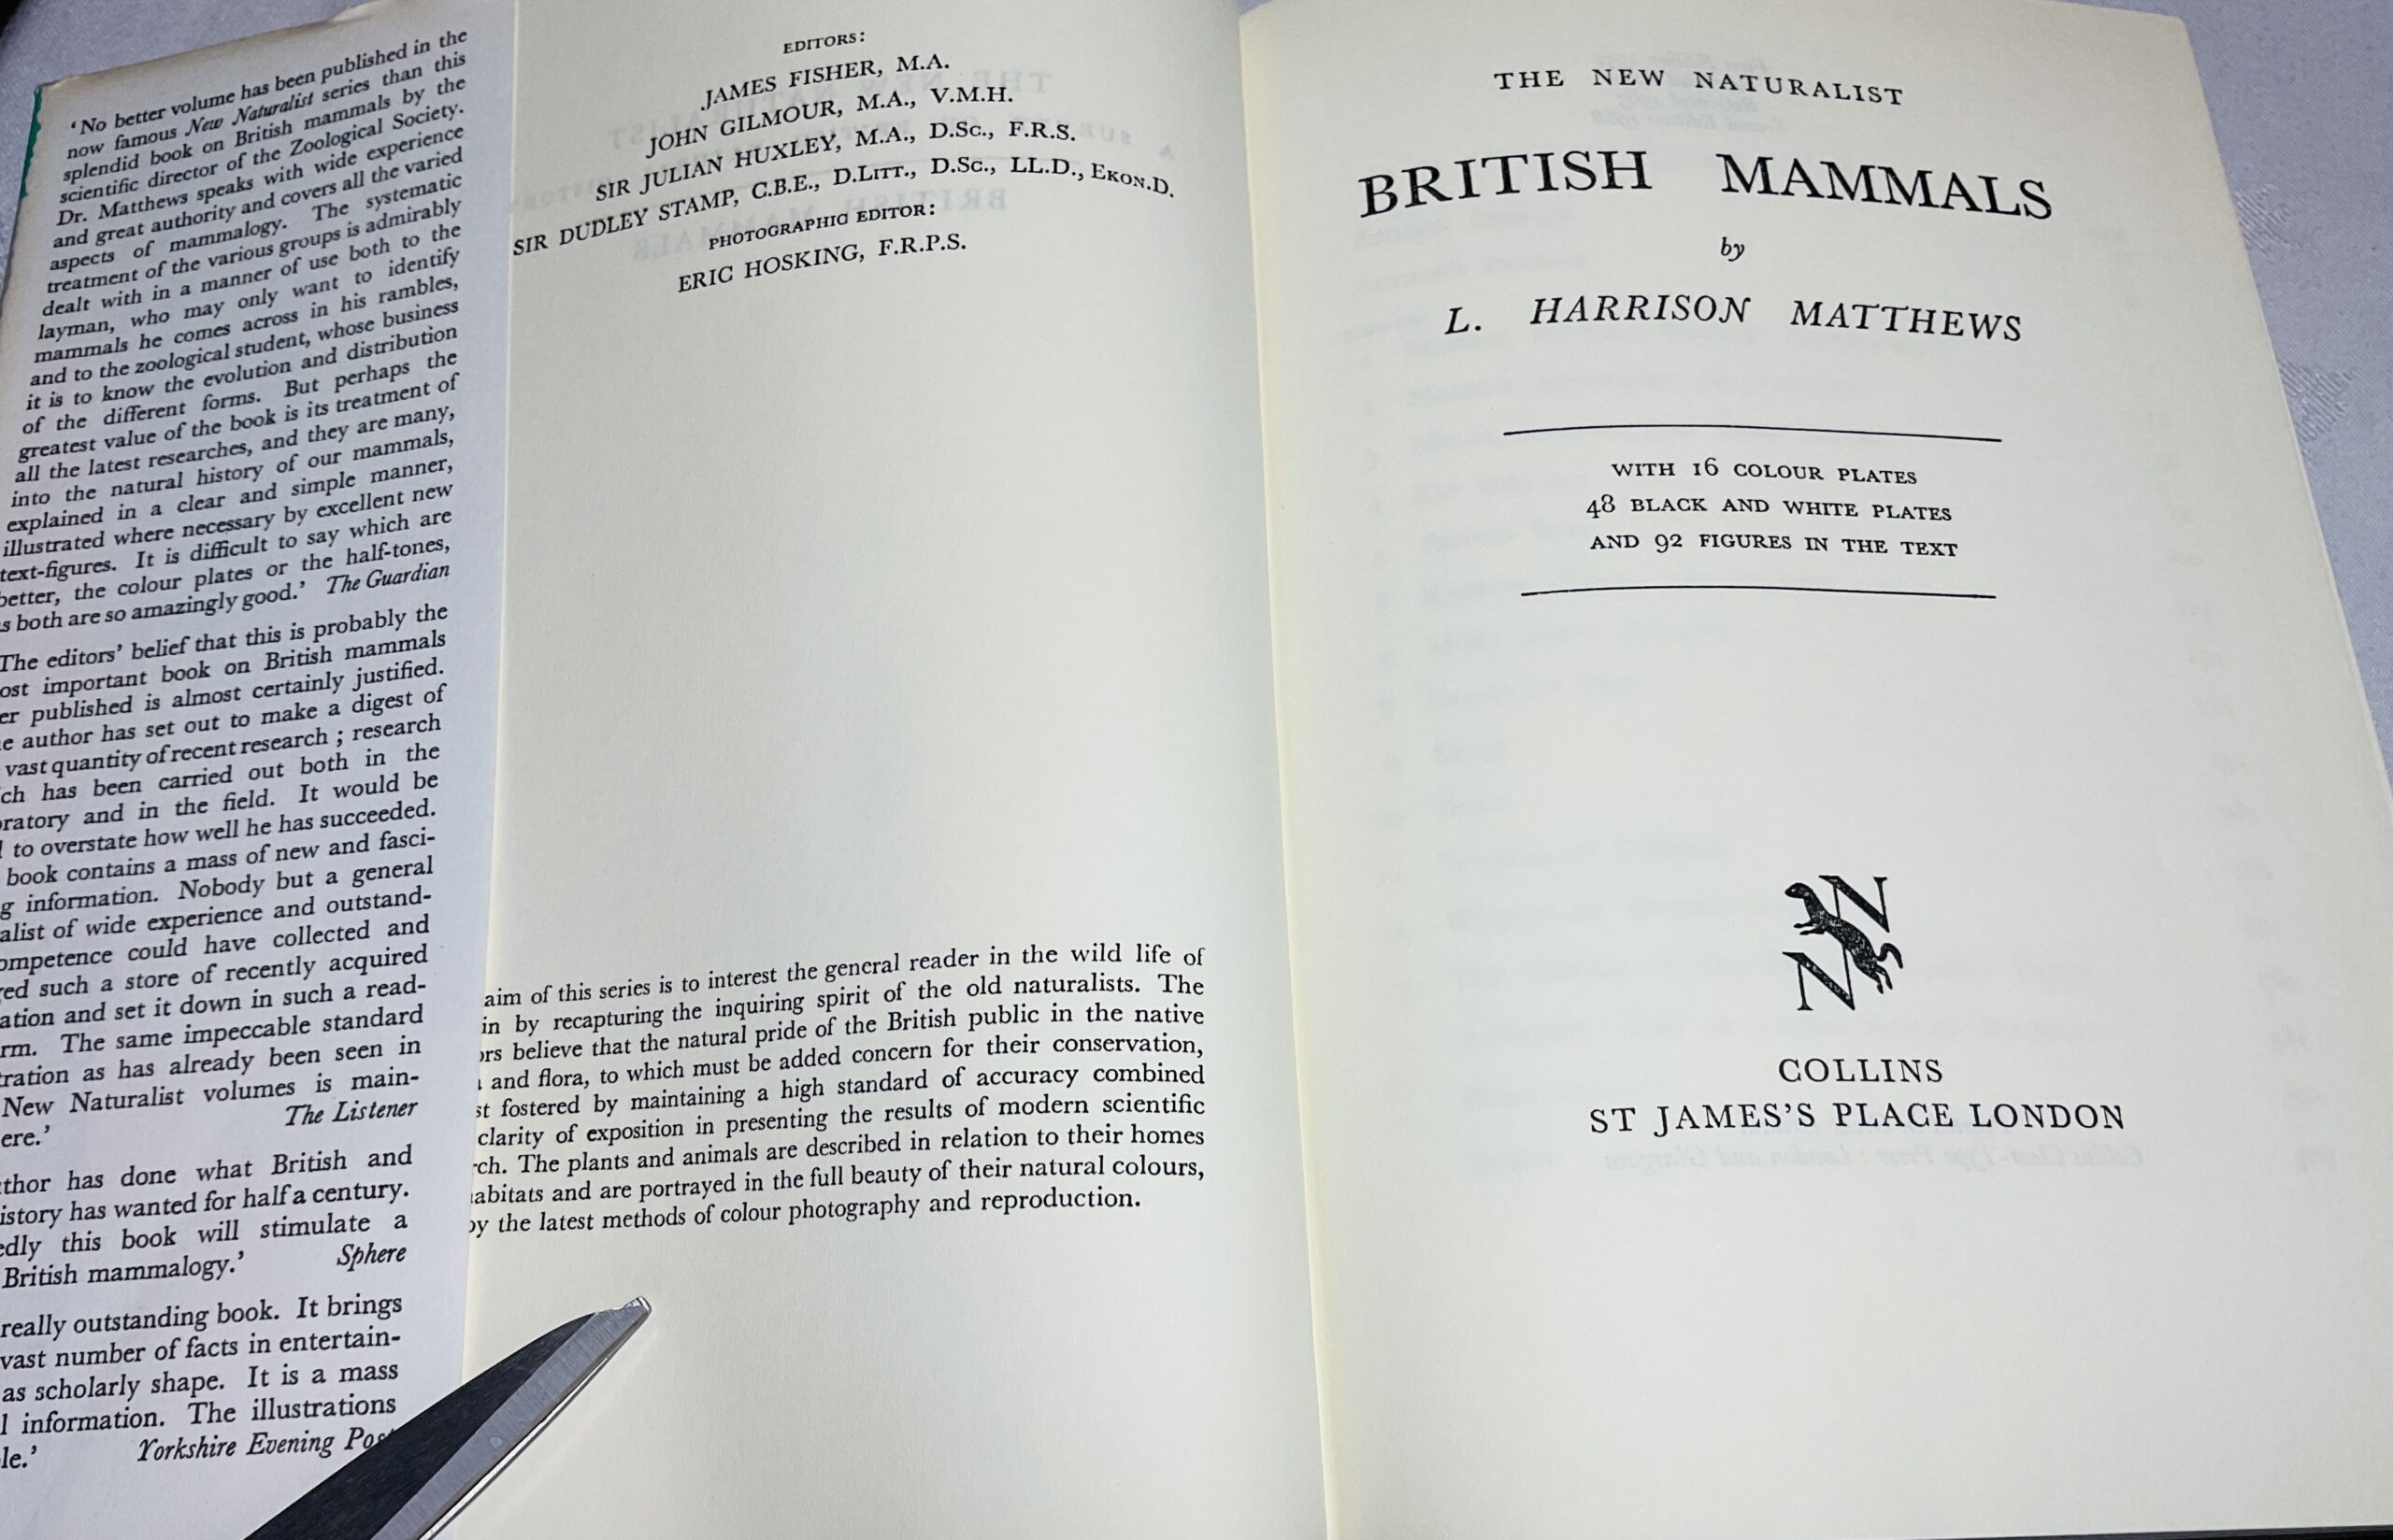 'No better volume has been published in the
now famous New Naturalist series than this
splendid book on British mammals by the
scientific director of the Zoological Society.
Dr. Matthews speaks with wide experience
and great authority and covers all the varied
aspects of mammalogy. The systematic
treatment of the various groups is admirably
dealt with in a manner of use both to the
layman, who may only want to identify
mammals he comes across in his rambles,
and to the zoological student, whose business
it is to know the evolution and distribution
of the different forms. But perhaps the
greatest value of the book is its treatment of
all the latest researches, and they are many,
into the natural history of our mammals,
explained in a clear and simple manner,
illustrated where necessary by excellent new
text-figures. It is difficult to say which are
better, the colour plates or the half-tones,
s both are so amazingly good.' The Guardian
The editors' belief that this is probably the
ost important book on British mammals
er published is almost certainly justified.
e author has set out to make a digest of
vast quantity of recent research ; research
ch has been carried out both in the
oratory and in the field. It would be
to overstate how well he has succeeded.
book contains a mass of new and fasci-
g information. Nobody but a general
alist of wide experience and outstand-
ompetence could have collected and
ed such a store of recently acquired
ation and set it down in such a read-
rm. The same impeccable standard
ration as has already been seen in
New Naturalist volumes is main-
ere.' The Listener
thor has done what British and
istory has wanted for half a century.
edly this book will stimulate a
British mammalogy.' Sphere
really outstanding book. It brings
vast number of facts in entertain-
as scholarly shape. It is a mass
l information. The illustrations
le.' Yorkshire Evening Pos
EDITORS:
JAMES FISHER, M.A.
JOHN GILMOUR, M.A., V.M.H.
SIR JULIAN HUXLEY, M.A., D.Sc., F.R.S.
SIR DUDLEY STAMP, C.B.E., D.LITT., D.Sc., LL.D., EKON.D.
PHOTOGRAPHIC EDITOR:
ERIC HOSKING, F.R.P.S.
aim of this series is to interest the general reader in the wild life of
in by recapturing the inquiring spirit of the old naturalists. The
ors believe that the natural pride of the British public in the native
and flora, to which must be added concern for their conservation,
st fostered by maintaining a high standard of accuracy combined
clarity of exposition in presenting the results of modern scientific
rch. The plants and animals are described in relation to their homes
abitats and are portrayed in the full beauty of their natural colours,
by the latest methods of colour photography and reproduction.
THE NEW NATURALIST
BRITISH MAMMALS
by
L. HARRISON MATTHEWS
WITH 16 COLOUR PLATES
48 BLACK AND WHITE PLATES
AND 92 FIGURES IN THE TEXT
N
N
COLLINS
ST JAMES'S PLACE LONDON